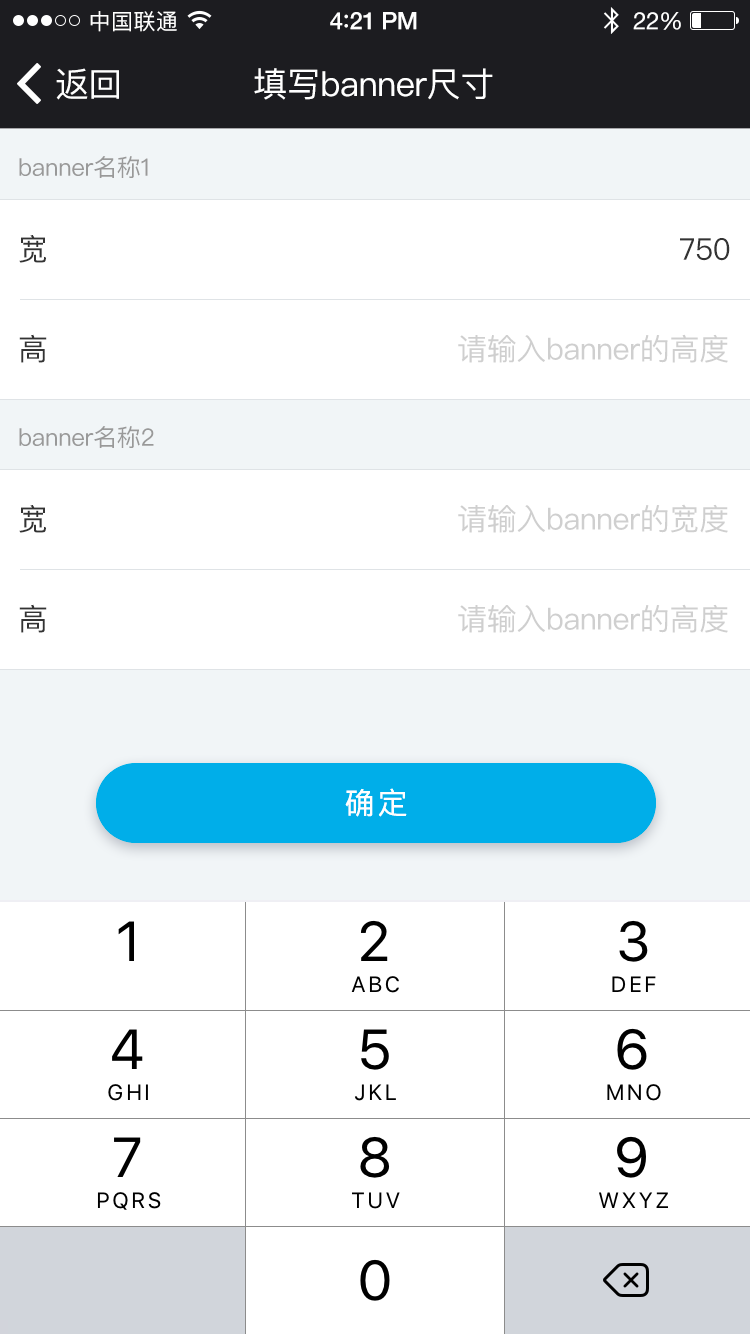 中国联通 4:21 PM 22%
返回 填写banner尺寸
banner名称1
宽 750
高 请输入banner的高度
banner名称2
宽 请输入banner的宽度
高 请输入banner的高度
确定
1 2 3
ABC DEF
4 5 6
GHI JKL MNO
7 8 9
PQRS TUV WXYZ
0